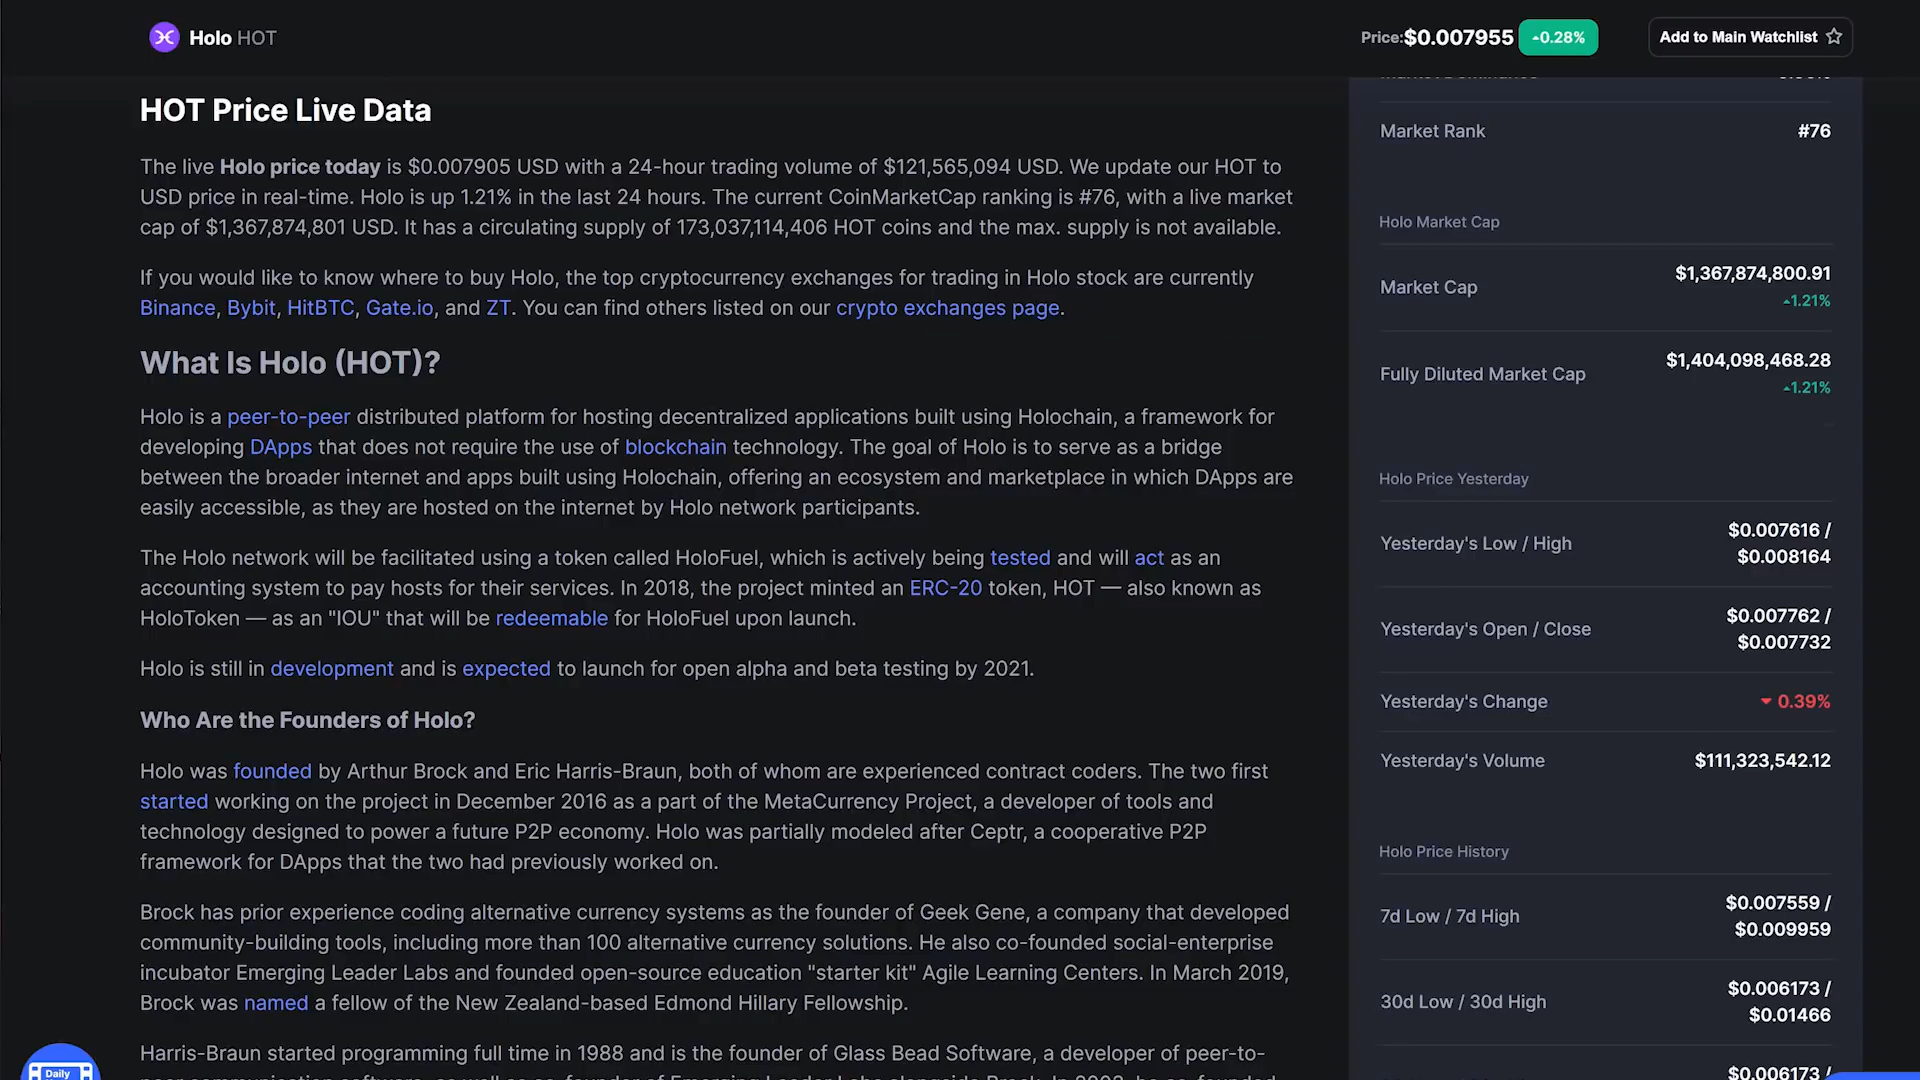 Holo HOT
Price:$0.007955 0.28%
Add to Main Watchlist
HOT Price Live Data
The live Holo price today is $0.007905 USD with a 24-hour trading volume of $121,565,094 USD. We update our HOT to
USD price in real-time. Holo is up 1.21% in the last 24 hours. The current CoinMarketCap ranking is #76, with a live market
cap of $1,367,874,801 USD. It has a circulating supply of 173,037,114,406 HOT coins and the max. supply is not available.
If you would like to know where to buy Holo, the top cryptocurrency exchanges for trading in Holo stock are currently
Binance, Bybit, HitBTC, Gate.io, and ZT. You can find others listed on our crypto exchanges page.
What Is Holo (HOT)?
Holo is a peer-to-peer distributed platform for hosting decentralized applications built using Holochain, a framework for
developing DApps that does not require the use of blockchain technology. The goal of Holo is to serve as a bridge
between the broader internet and apps built using Holochain, offering an ecosystem and marketplace in which DApps are
easily accessible, as they are hosted on the internet by Holo network participants.
The Holo network will be facilitated using a token called HoloFuel, which is actively being tested and will act as an
accounting system to pay hosts for their services. In 2018, the project minted an ERC-20 token, HOT — also known as
HoloToken — as an "IOU" that will be redeemable for HoloFuel upon launch.
Holo is still in development and is expected to launch for open alpha and beta testing by 2021.
Who Are the Founders of Holo?
Holo was founded by Arthur Brock and Eric Harris-Braun, both of whom are experienced contract coders. The two first
started working on the project in December 2016 as a part of the MetaCurrency Project, a developer of tools and
technology designed to power a future P2P economy. Holo was partially modeled after Ceptr, a cooperative P2P
framework for DApps that the two had previously worked on.
Brock has prior experience coding alternative currency systems as the founder of Geek Gene, a company that developed
community-building tools, including more than 100 alternative currency solutions. He also co-founded social-enterprise
incubator Emerging Leader Labs and founded open-source education "starter kit" Agile Learning Centers. In March 2019,
Brock was named a fellow of the New Zealand-based Edmond Hillary Fellowship.
Harris-Braun started programming full time in 1988 and is the founder of Glass Bead Software, a developer of peer-to-
Daily
Market Rank #76
Holo Market Cap
Market Cap $1,367,874,800.91
1.21%
Fully Diluted Market Cap $1,404,098,468.28
1.21%
Holo Price Yesterday
Yesterday's Low / High $0.007616 /
$0.008164
Yesterday's Open / Close $0.007762 /
$0.007732
Yesterday's Change 0.39%
Yesterday's Volume $111,323,542.12
Holo Price History
7d Low / 7d High $0.007559 /
$0.009959
30d Low / 30d High $0.006173 /
$0.01466
$0.006173 /